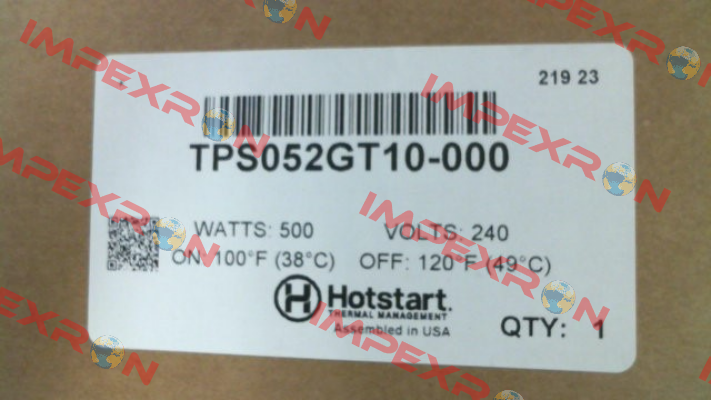 219 23
TPS052GT10-000
WATTS: 500 VOLTS: 240
ON: 100°F (38°C) OFF: 120°F (49°C)
H Hotstart.
THERMAL MANAGEMENT
Assembled in USA
QTY: 1
IMPEXRON
IMPEXRON
IMPEXRON
IMPEXRON
IMPEXRON